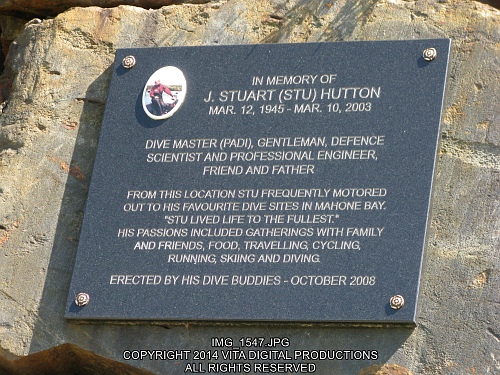 IN MEMORY OF
J. STUART (STU) HUTTON
MAR. 12, 1945 - MAR. 10, 2003
DIVE MASTER (PADI), GENTLEMAN, DEFENCE
SCIENTIST AND PROFESSIONAL ENGINEER,
FRIEND AND FATHER
FROM THIS LOCATION STU FREQUENTLY MOTORED
OUT TO HIS FAVOURITE DIVE SITES IN MAHONE BAY.
"STU LIVED LIFE TO THE FULLEST."
HIS PASSIONS INCLUDED GATHERINGS WITH FAMILY
AND FRIENDS, FOOD, TRAVELLING, CYCLING,
RUNNING, SKIING AND DIVING.
ERECTED BY HIS DIVE BUDDIES - OCTOBER 2008
IMG_1547.JPG
COPYRIGHT 2014 VITA DIGITAL PRODUCTIONS
ALL RIGHTS RESERVED